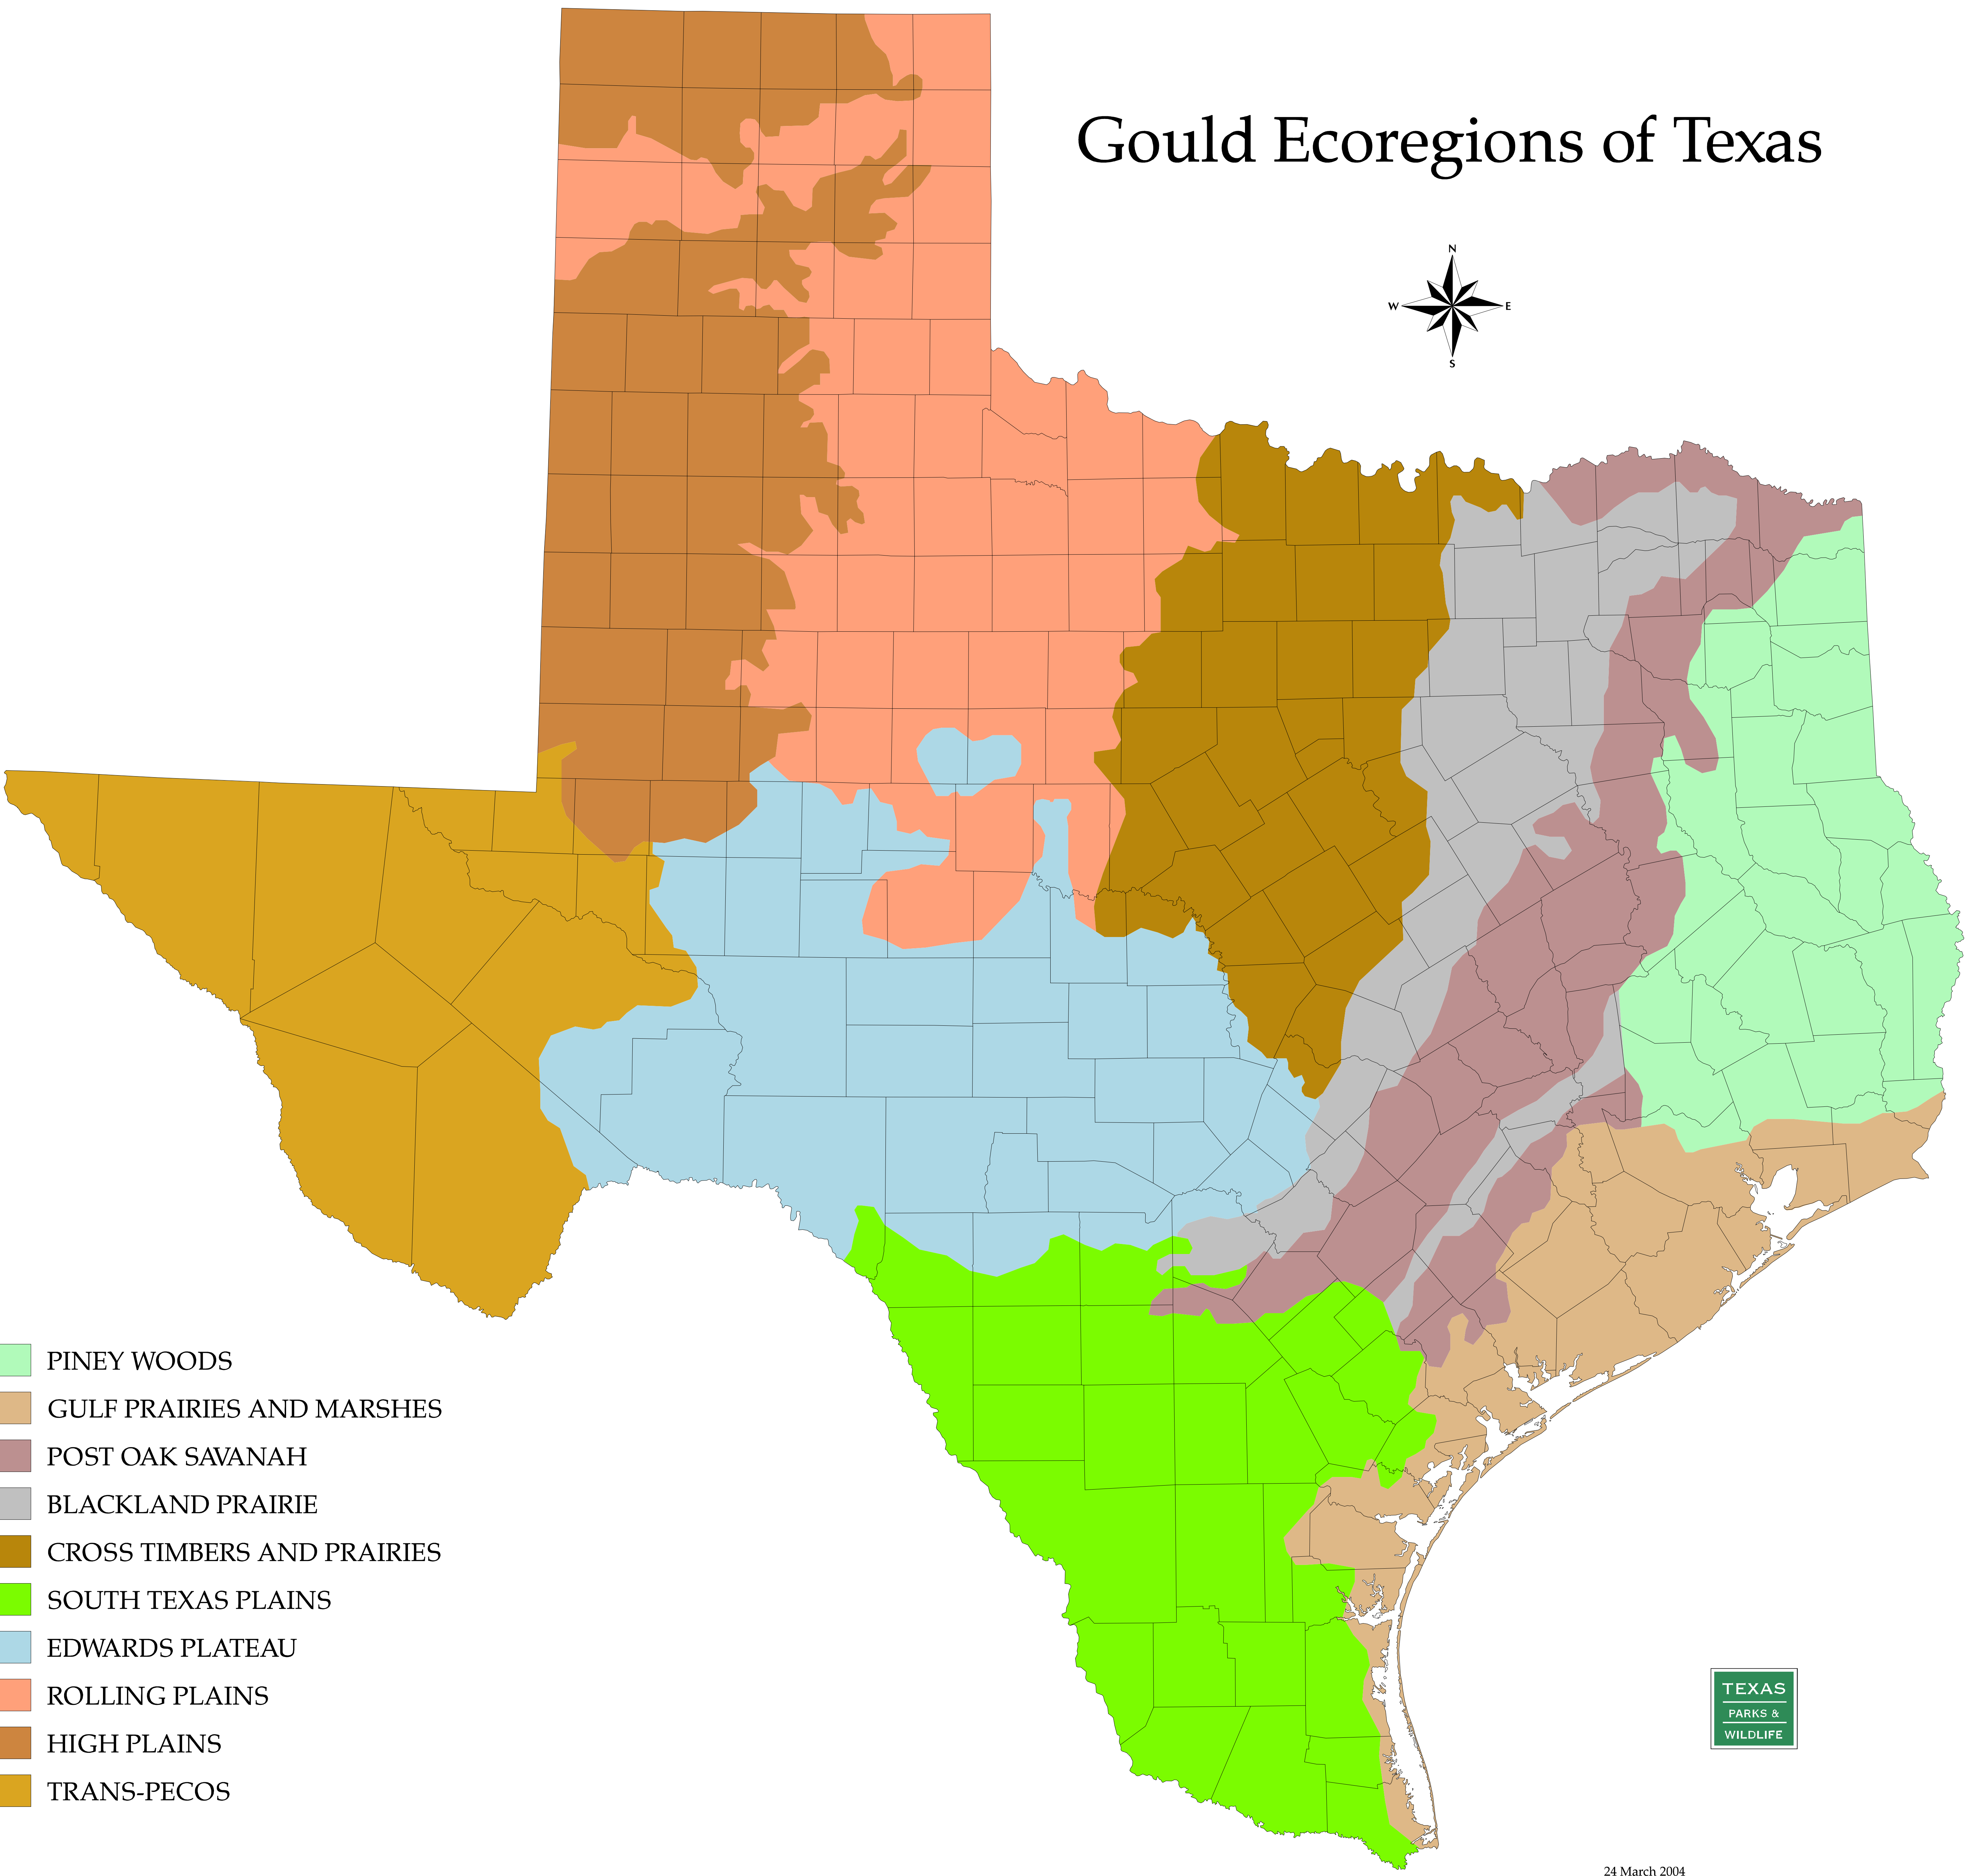 Gould Ecoregions of Texas
N
W E
S
PINEY WOODS
GULF PRAIRIES AND MARSHES
POST OAK SAVANAH
BLACKLAND PRAIRIE
CROSS TIMBERS AND PRAIRIES
SOUTH TEXAS PLAINS
EDWARDS PLATEAU
ROLLING PLAINS
HIGH PLAINS
TRANS-PECOS
TEXAS
PARKS &
WILDLIFE
24 March 2004